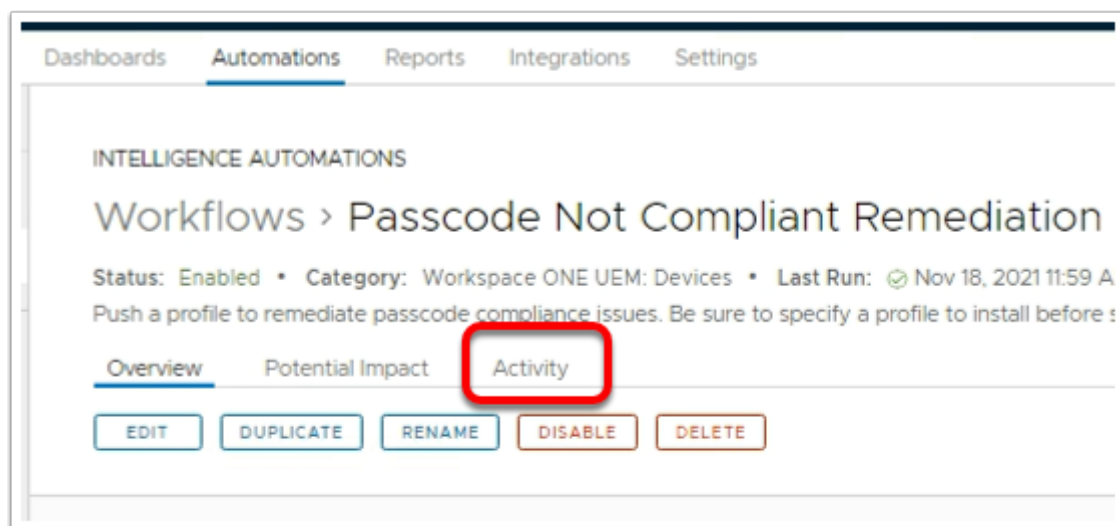 Dashboards Automations Reports Integrations Settings
INTELLIGENCE AUTOMATIONS
Workflows > Passcode Not Compliant Remediation
Status: Enabled • Category: Workspace ONE UEM: Devices • Last Run: Nov 18, 2021 11:59 A
Push a profile to remediate passcode compliance issues. Be sure to specify a profile to install before s
Overview Potential Impact Activity
EDIT DUPLICATE RENAME DISABLE DELETE